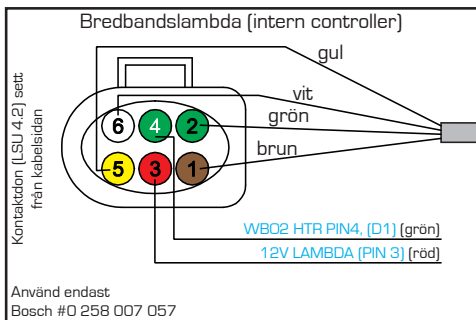 Bredbandslambda (intern controller)
Kontaktdon (LSU 4.2) sett
från kabelsidan
gul
vit
grön
brun
6 4 2
5 3 1
WBO2 HTR PIN4, (D1) (grön)
12V LAMBDA (PIN 3) (röd)
Använd endast
Bosch #0 258 007 057